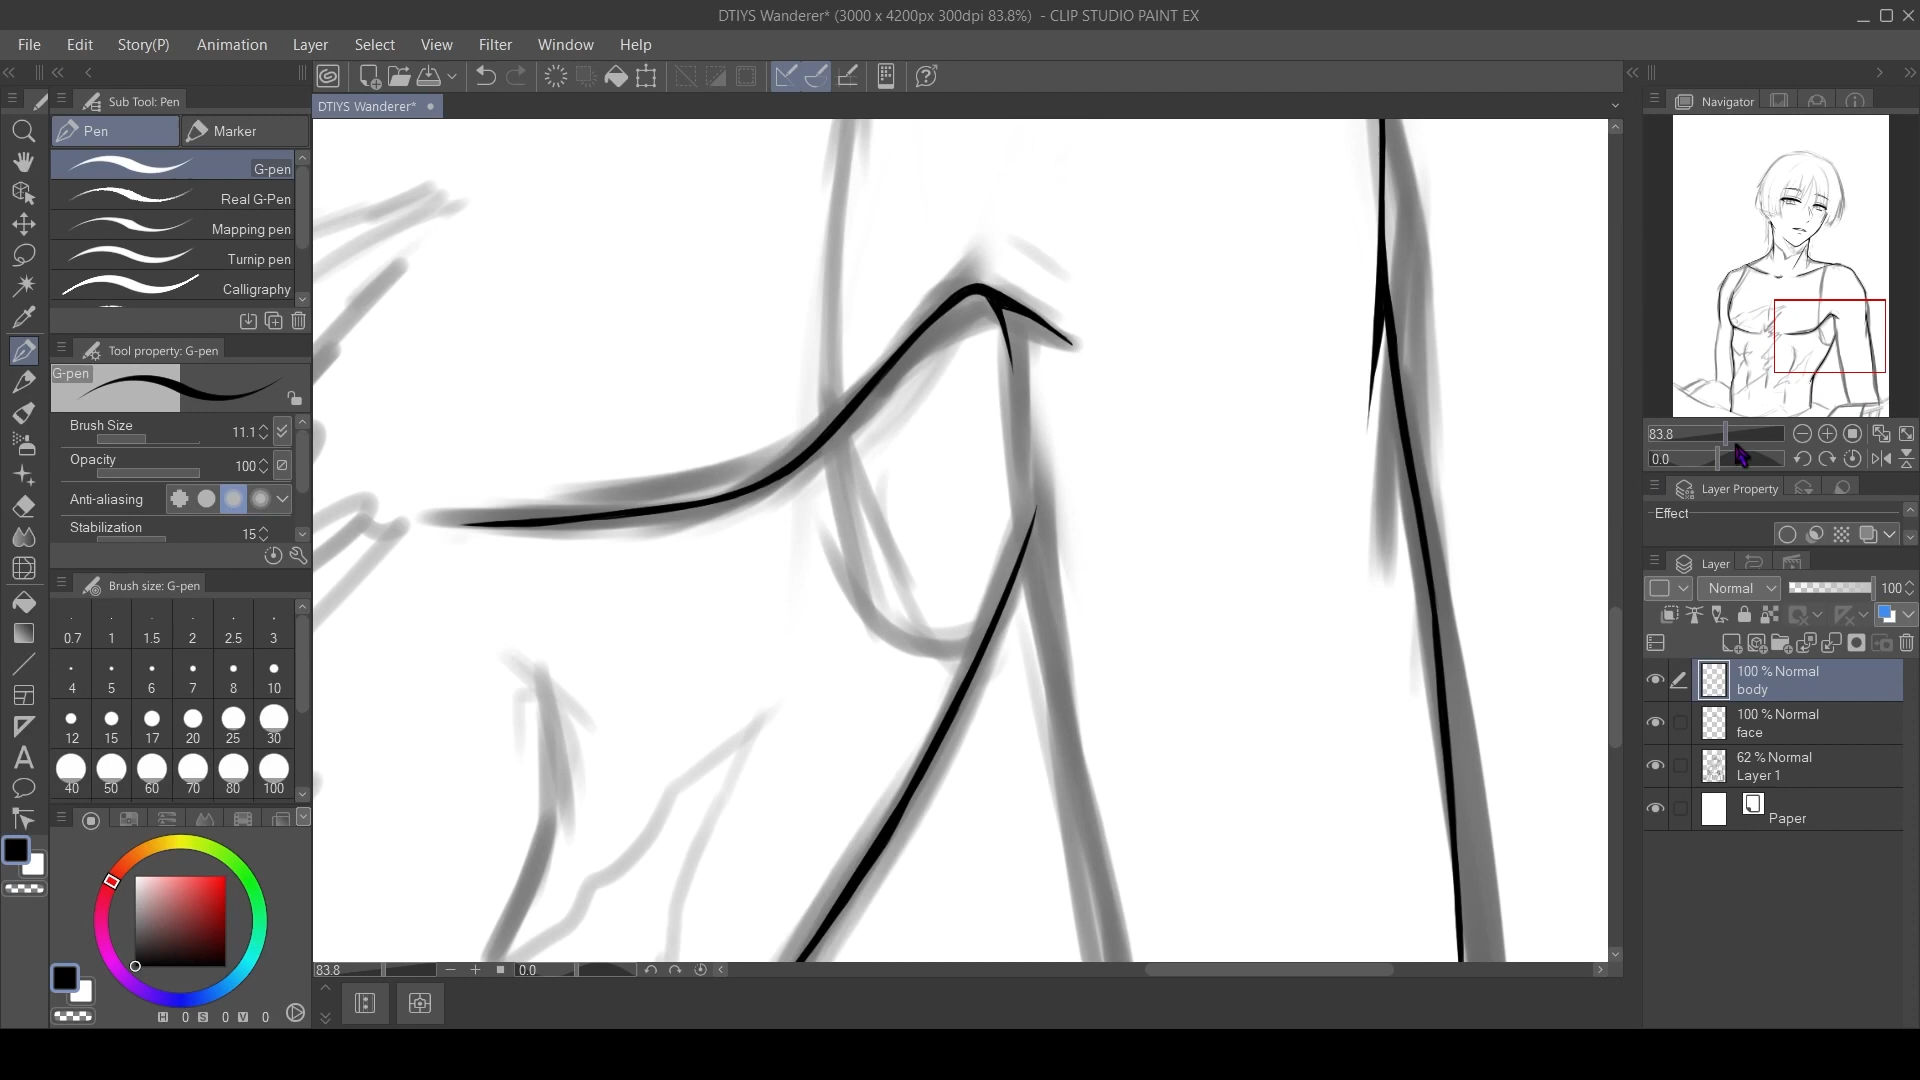 DTIYS Wanderer* (3000 x 4200px 300dpi 83.8%) - CLIP STUDIO PAINT EX
File Edit Story(P) Animation Layer Select View Filter Window Help
Sub Tool: Pen
DTIYS Wanderer*
Navigator
Pen
Marker
G-pen
Real G-Pen
Mapping pen
Turnip pen
Calligraphy
Tool property: G-pen
G-pen
Brush Size 11.1
Opacity 100
Anti-aliasing
Stabilization 15
Brush size: G-pen
0.7 1 1.5 2 2.5 3
4 5 6 7 8 10
12 15 17 20 25 30
40 50 60 70 80 100
H 0 S 0 V 0
83.8 0.0
83.8
0.0
Layer Property
Effect
Layer
Normal 100
100 % Normal
body
100 % Normal
face
62 % Normal
Layer 1
Paper